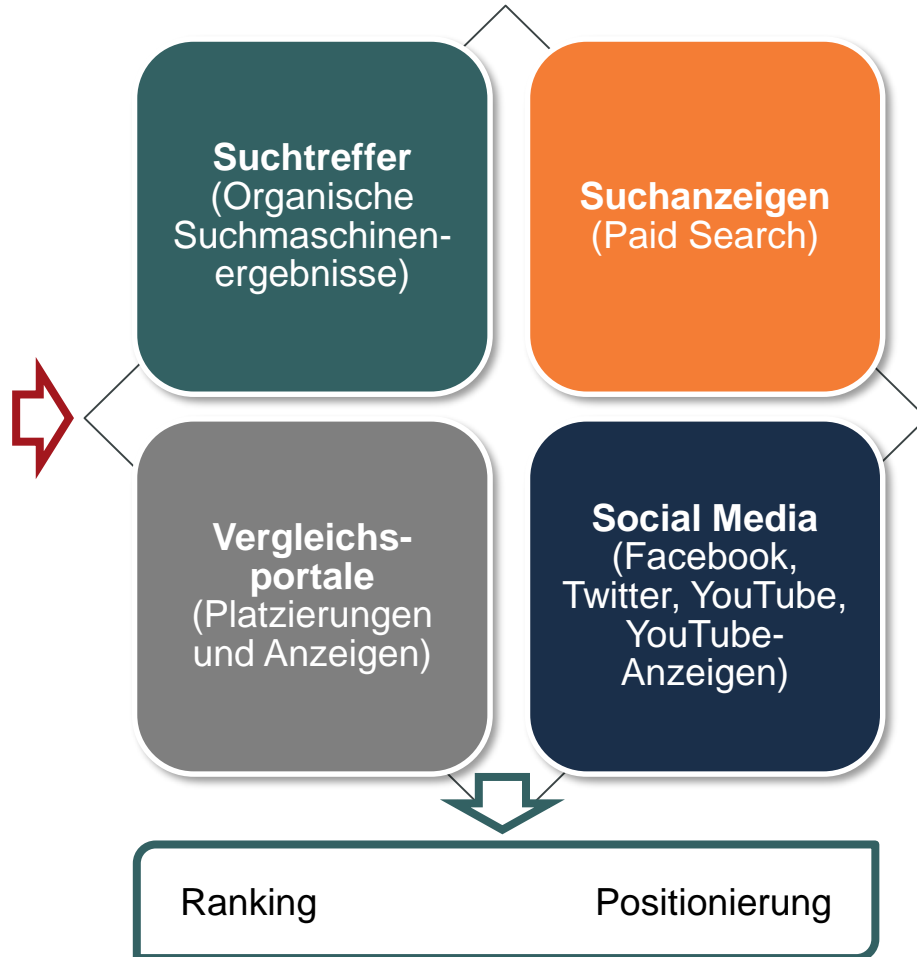 Suchtreffer
(Organische
Suchmaschinen-
ergebnisse)
Suchanzeigen
(Paid Search)
Vergleichs-
portale
(Platzierungen
und Anzeigen)
Social Media
(Facebook,
Twitter, YouTube,
YouTube-
Anzeigen)
Ranking
Positionierung